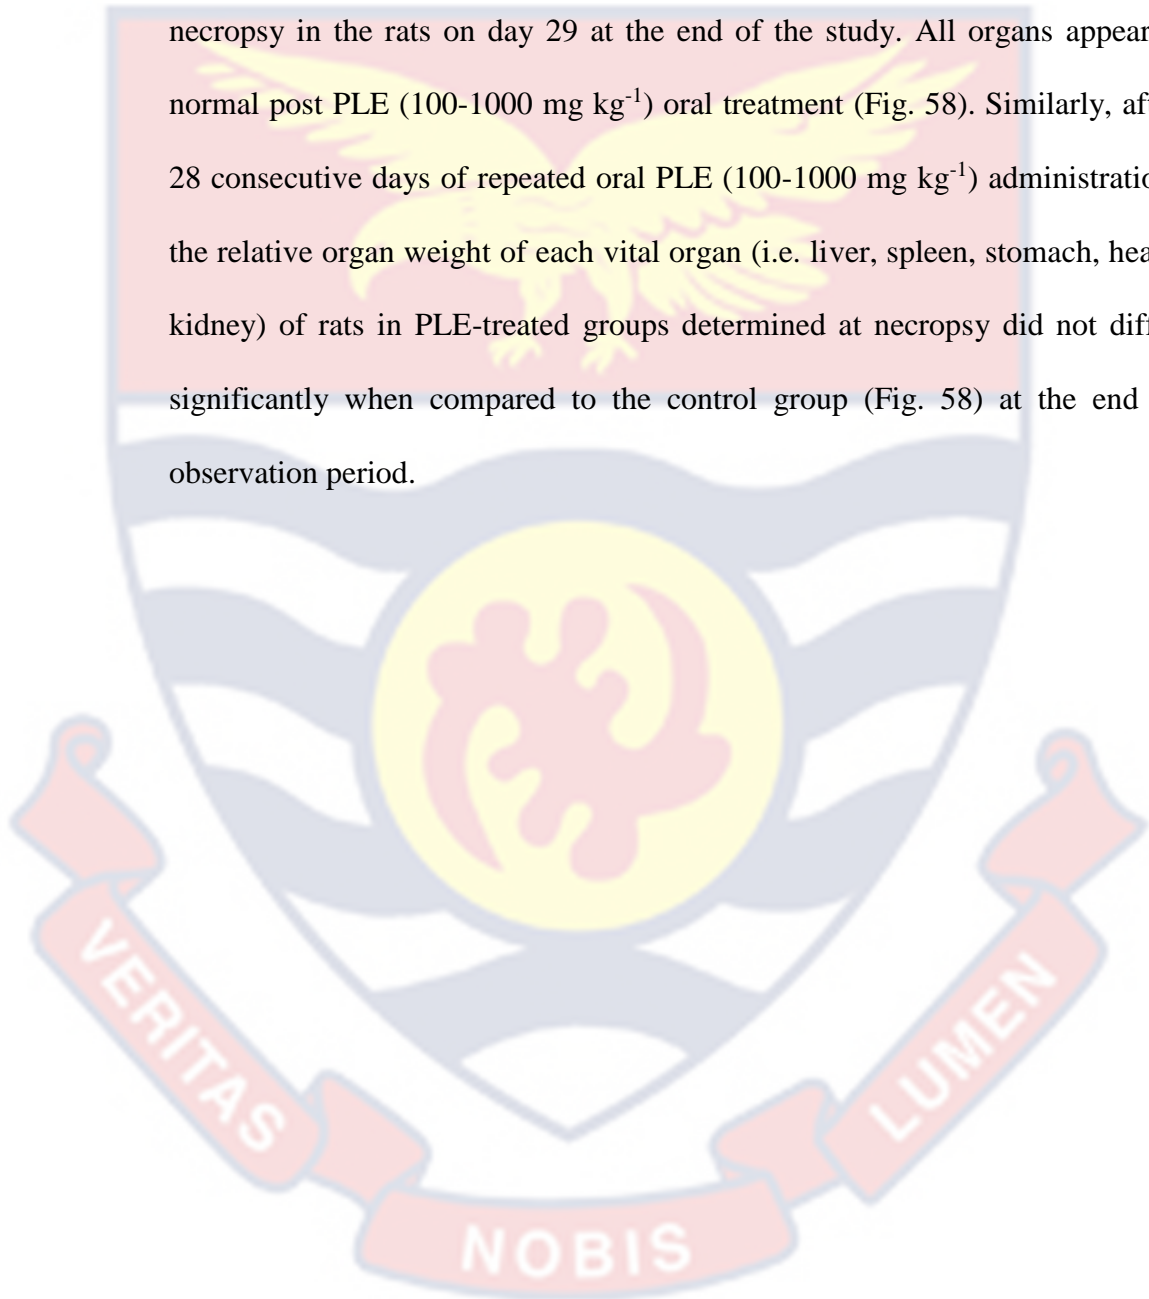 necropsy in the rats on day 29 at the end of the study. All organs appear
normal post PLE (100-1000 mg kg⁻¹) oral treatment (Fig. 58). Similarly, aft
28 consecutive days of repeated oral PLE (100-1000 mg kg⁻¹) administratio
the relative organ weight of each vital organ (i.e. liver, spleen, stomach, hea
kidney) of rats in PLE-treated groups determined at necropsy did not diff
significantly when compared to the control group (Fig. 58) at the end
observation period.
VERITAS
NOBIS
LUMEN